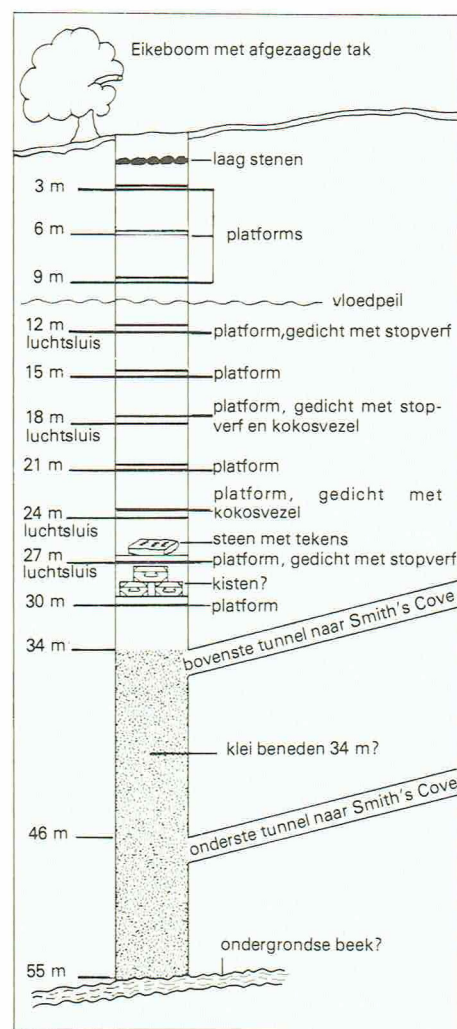 Eikeboom met afgezaagde tak
laag stenen
3 m
6 m
platforms
9 m
vloedpeil
12 m
luchtsluis
platform,gedicht met stopverf
15 m
platform
18 m
luchtsluis
platform, gedicht met stop-
verf en kokosvezel
21 m
platform
platform, gedicht met
kokosvezel
24 m
luchtsluis
steen met tekens
27 m
luchtsluis
platform, gedicht met stopverf
kisten?
30 m
platform
34 m
bovenste tunnel naar Smith's Cove
klei beneden 34 m?
46 m
onderste tunnel naar Smith's Cove
ondergrondse beek?
55 m